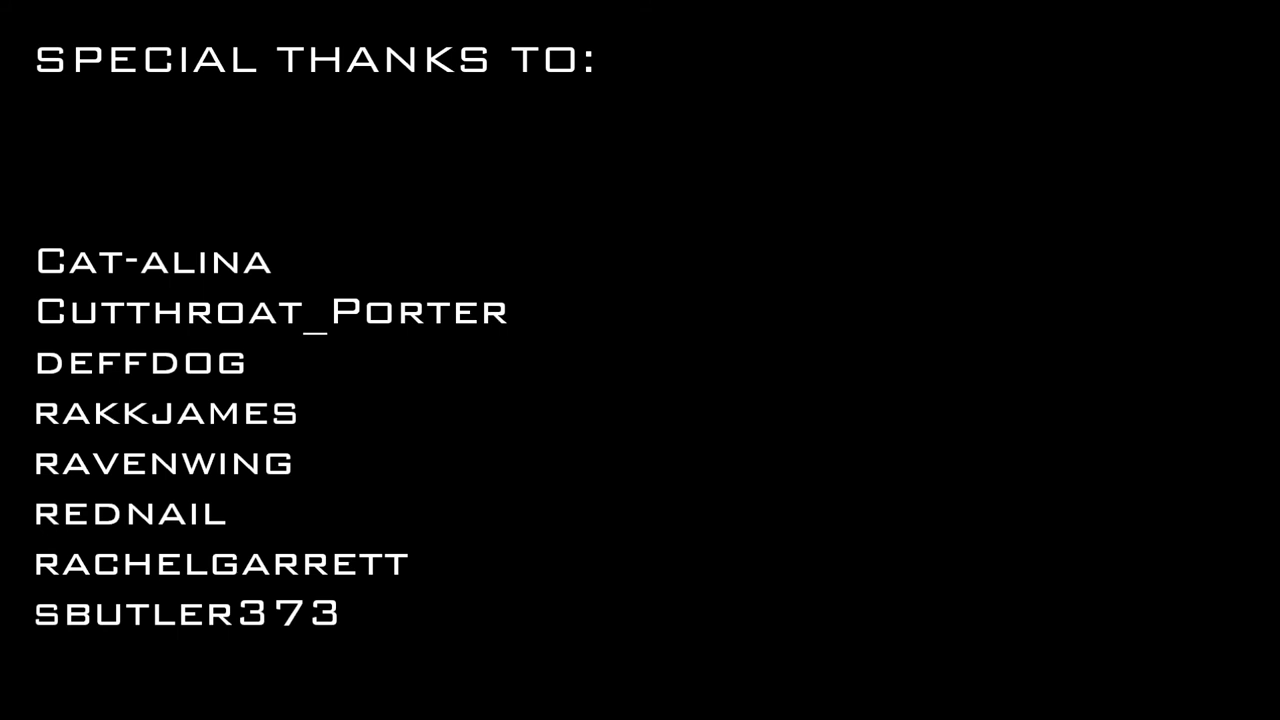 SPECIAL THANKS TO:
Cat-alina
Cutthroat_Porter
deffdog
rakkjames
ravenwing
rednail
rachelgarrett
sbutler373